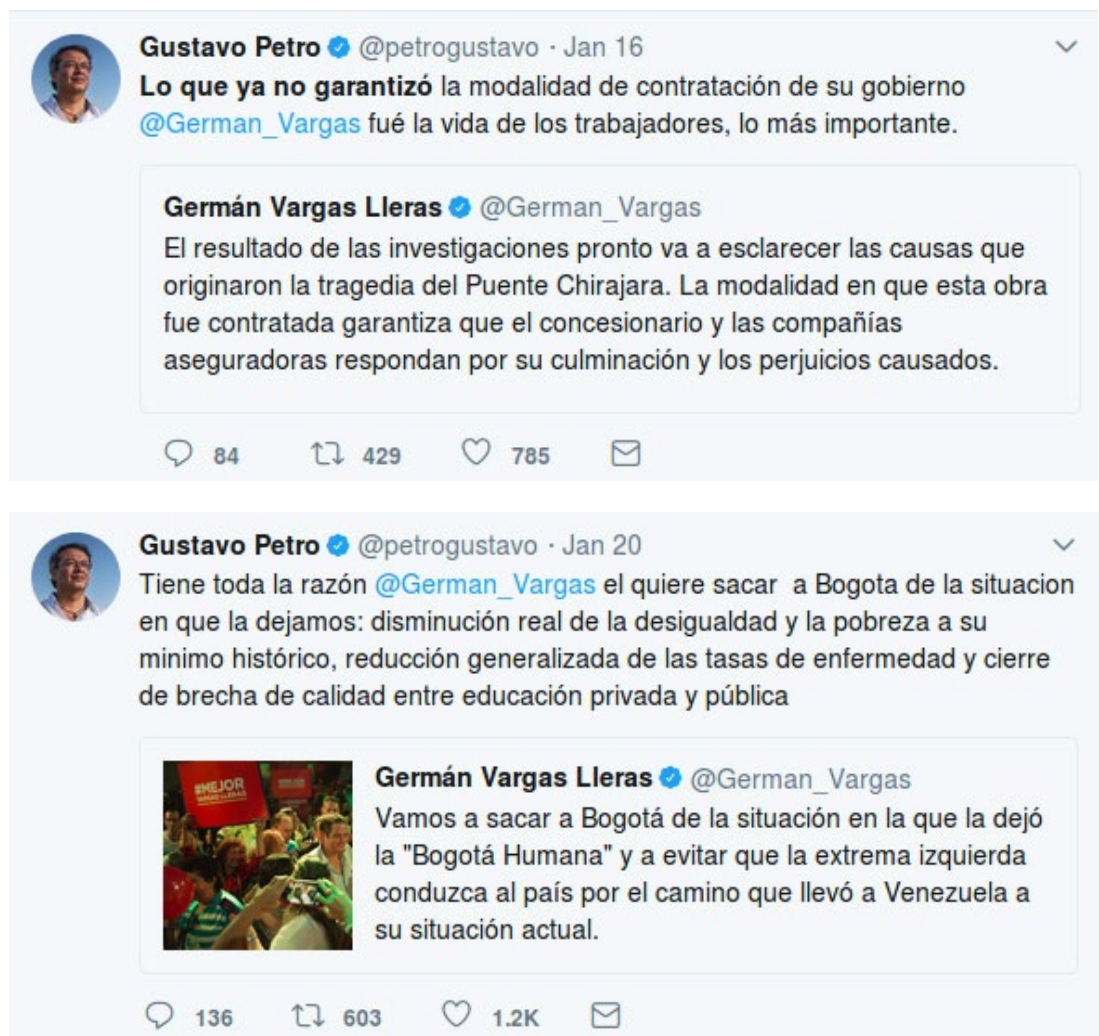 Gustavo Petro @petrogustavo · Jan 16
Lo que ya no garantizó la modalidad de contratación de su gobierno
@German_Vargas fué la vida de los trabajadores, lo más importante.
Germán Vargas Lleras @German_Vargas
El resultado de las investigaciones pronto va a esclarecer las causas que
originaron la tragedia del Puente Chirajara. La modalidad en que esta obra
fue contratada garantiza que el concesionario y las compañías
aseguradoras respondan por su culminación y los perjuicios causados.
84 429 785
Gustavo Petro @petrogustavo · Jan 20
Tiene toda la razón @German_Vargas el quiere sacar a Bogota de la situacion
en que la dejamos: disminución real de la desigualdad y la pobreza a su
minimo histórico, reducción generalizada de las tasas de enfermedad y cierre
de brecha de calidad entre educación privada y pública
#MEJOR
VARGAS LLERAS
Germán Vargas Lleras @German_Vargas
Vamos a sacar a Bogotá de la situación en la que la dejó
la "Bogotá Humana" y a evitar que la extrema izquierda
conduzca al país por el camino que llevó a Venezuela a
su situación actual.
136 603 1.2K